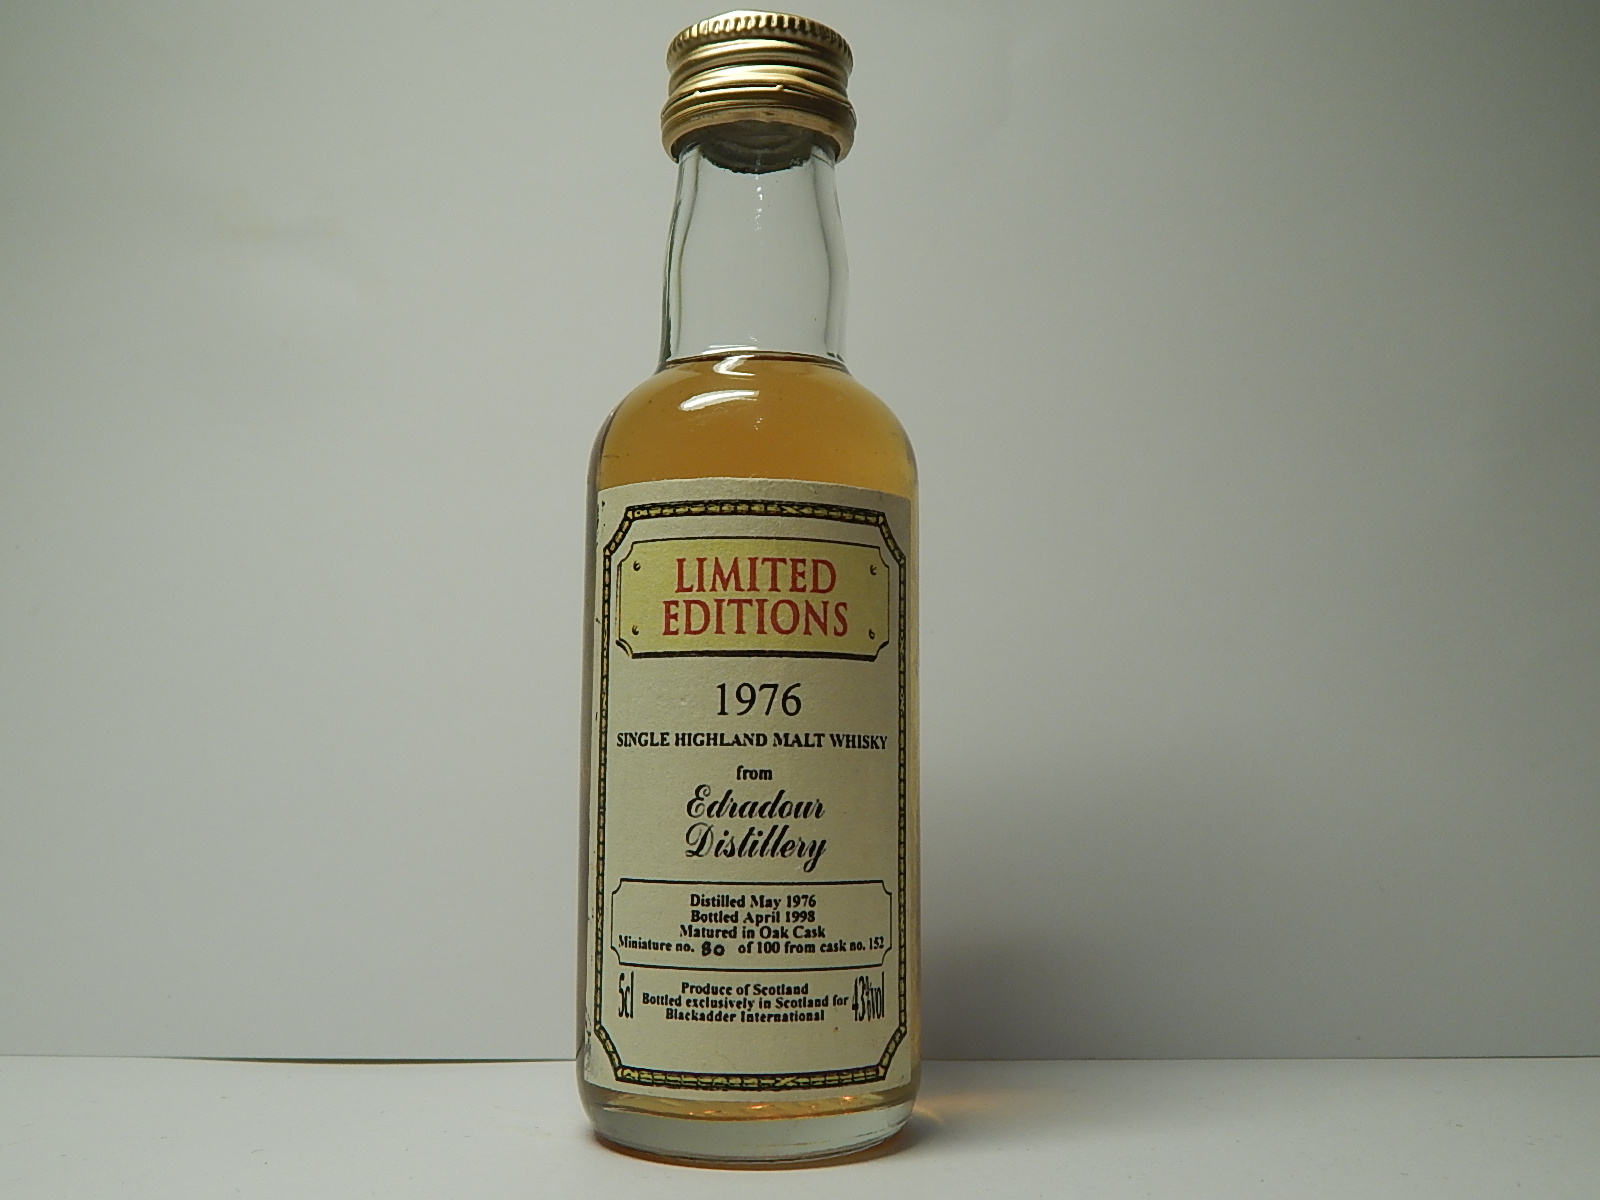 LIMITED
EDITIONS
1976
SINGLE HIGHLAND MALT WHISKY
from
Edradour
Distillery
Distilled May 1976
Bottled April 1998
Matured in Oak Cask
Miniature no. 80 of 100 from cask no. 152
5cl
Produce of Scotland
Bottled exclusively in Scotland for
Blackadder International
43%vol